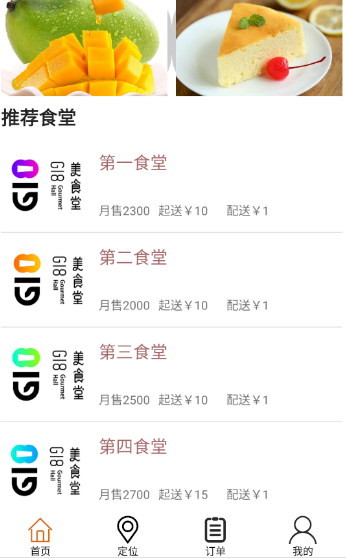 推荐食堂
美食堂
G18
Gourmet
Hall
第一食堂
月售2300 起送￥10 配送￥1
美食堂
G18
Gourmet
Hall
第二食堂
月售2000 起送￥10 配送￥1
美食堂
G18
Gourmet
Hall
第三食堂
月售2500 起送￥10 配送￥1
美食堂
G18
Gourmet
Hall
第四食堂
月售2700 起送￥15 配送￥1
首页 定位 订单 我的